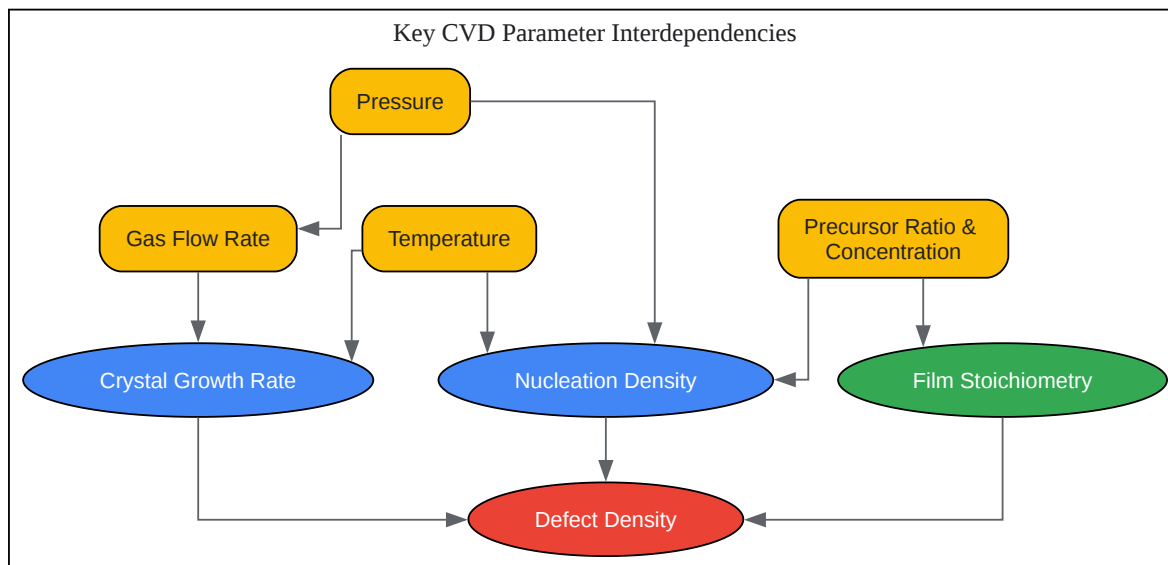 Key CVD Parameter Interdependencies
Pressure
Gas Flow Rate
Temperature
Precursor Ratio &
Concentration
Crystal Growth Rate
Nucleation Density
Film Stoichiometry
Defect Density